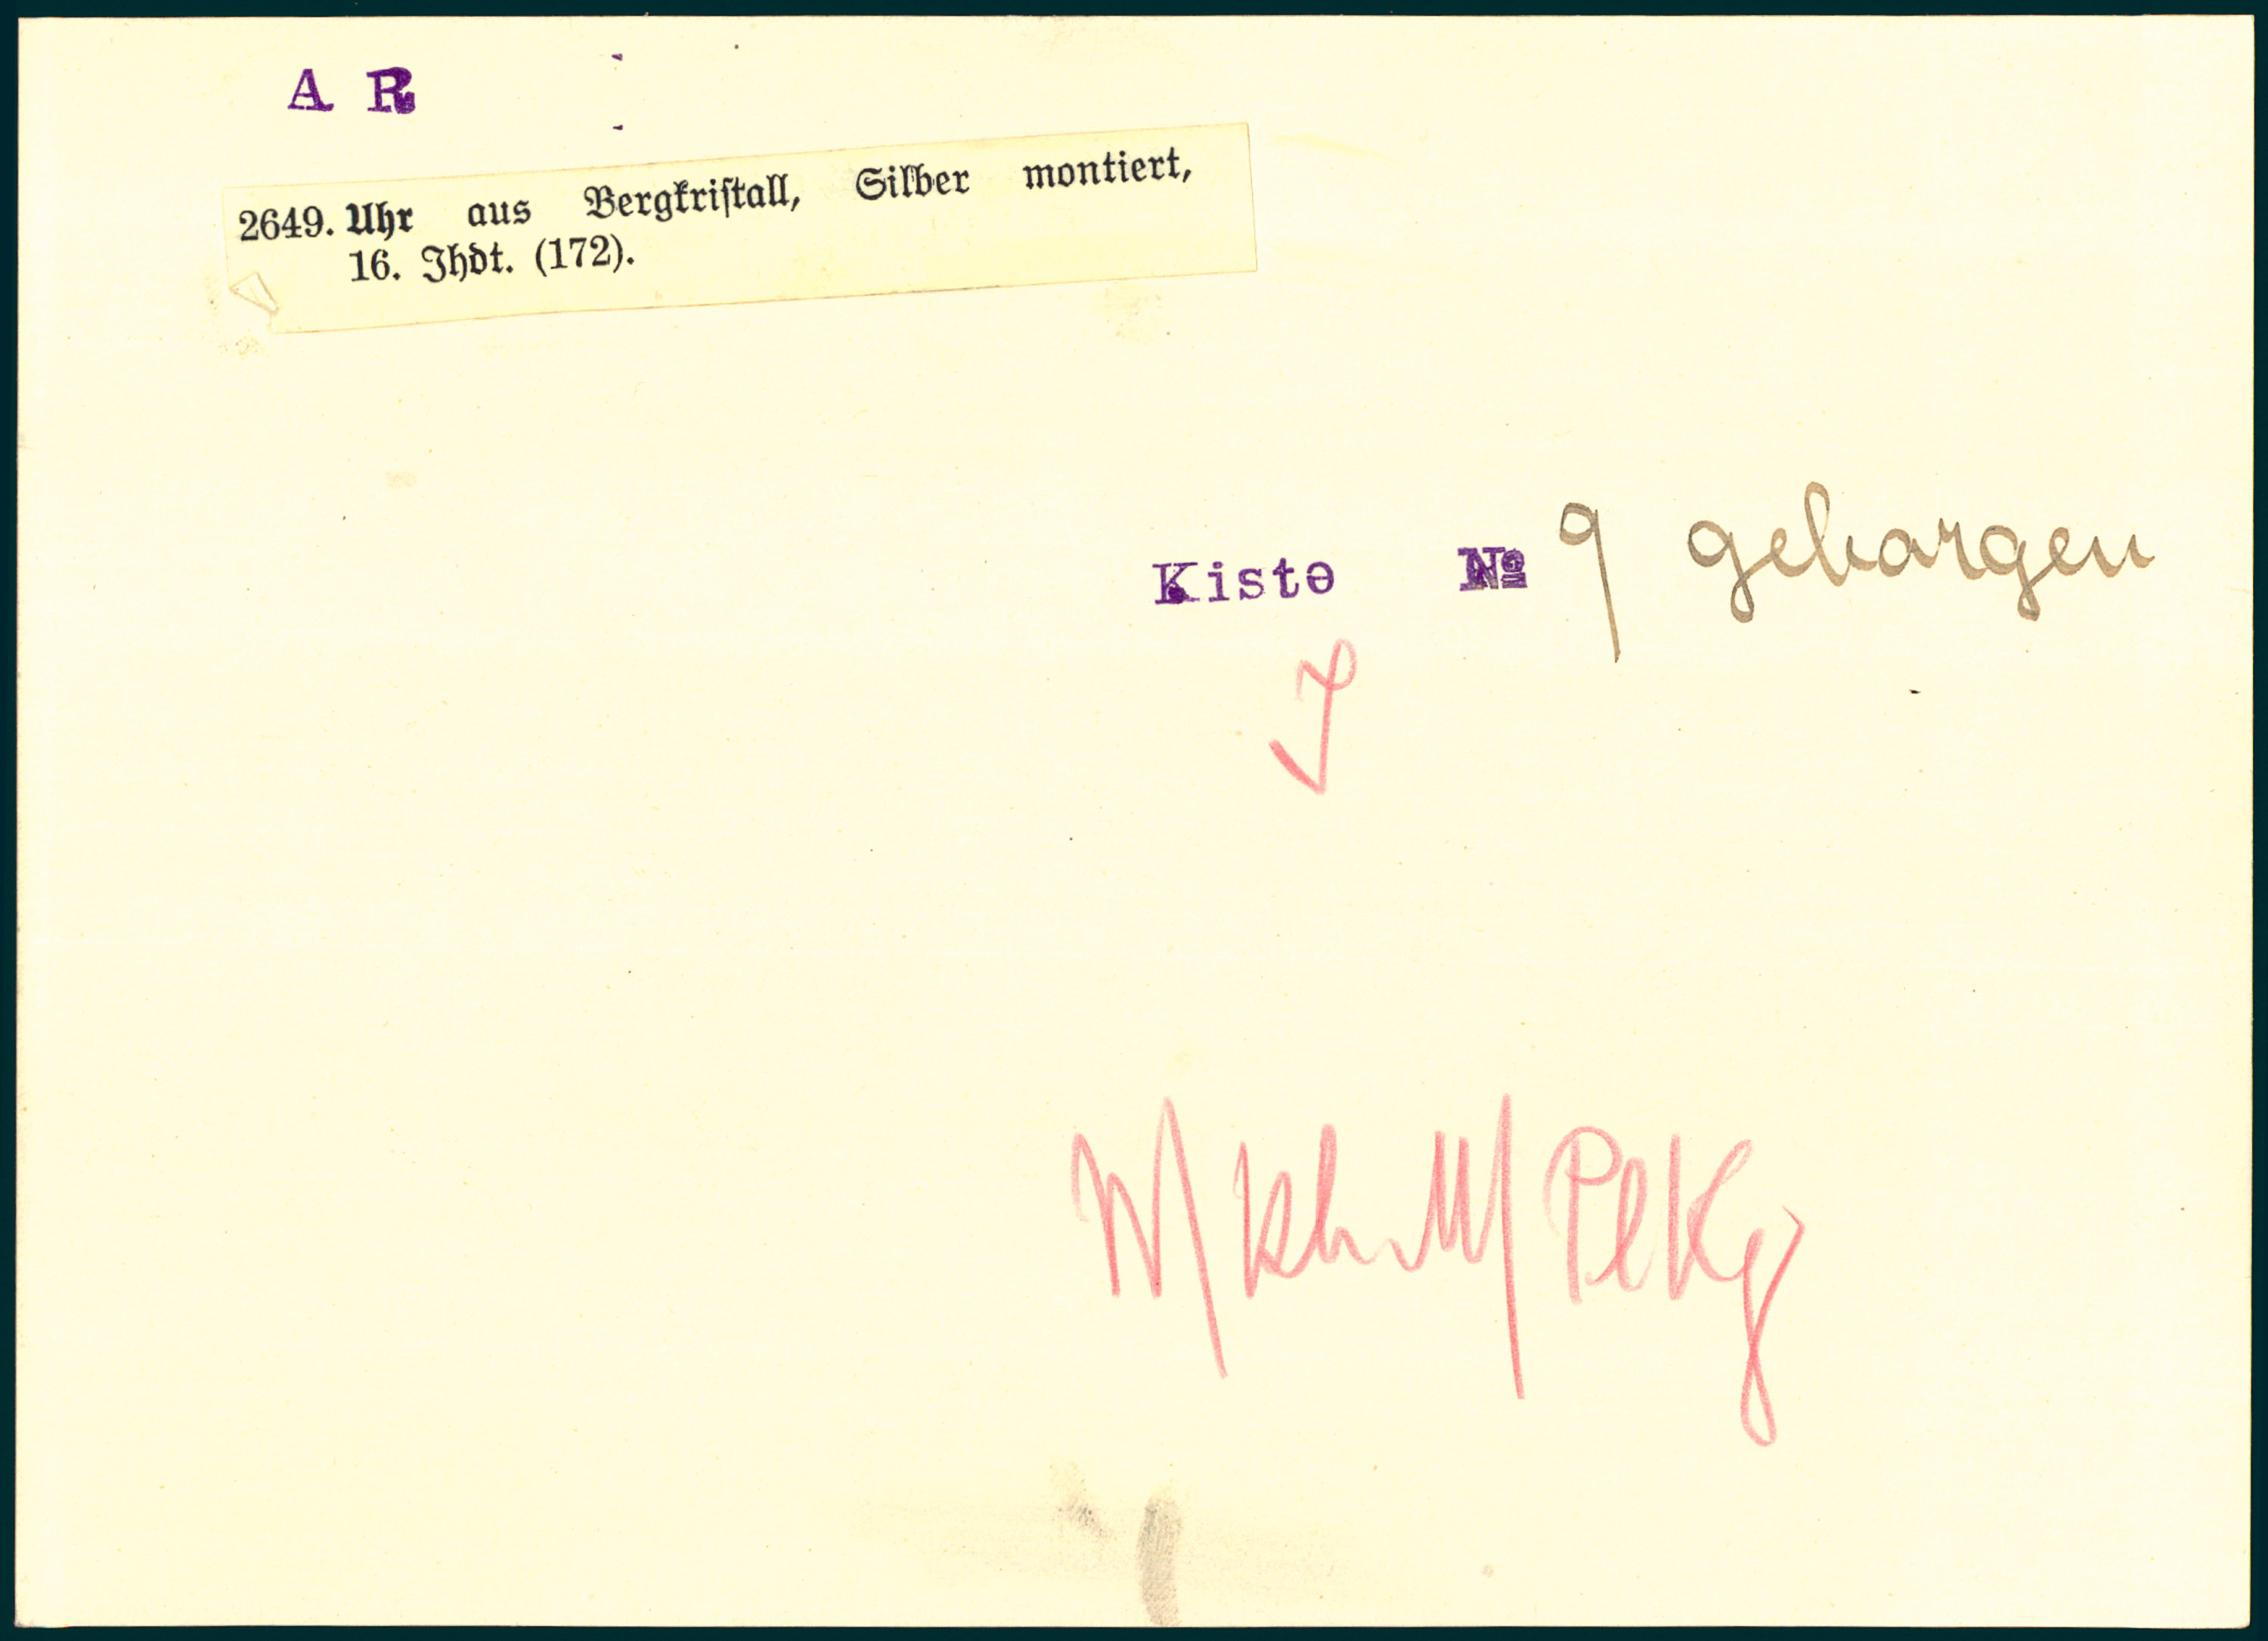 A R
2649. Uhr aus Bergkriſtall, Silber montiert,
16. Jhdt. (172).
Kiste № 9 geborgen